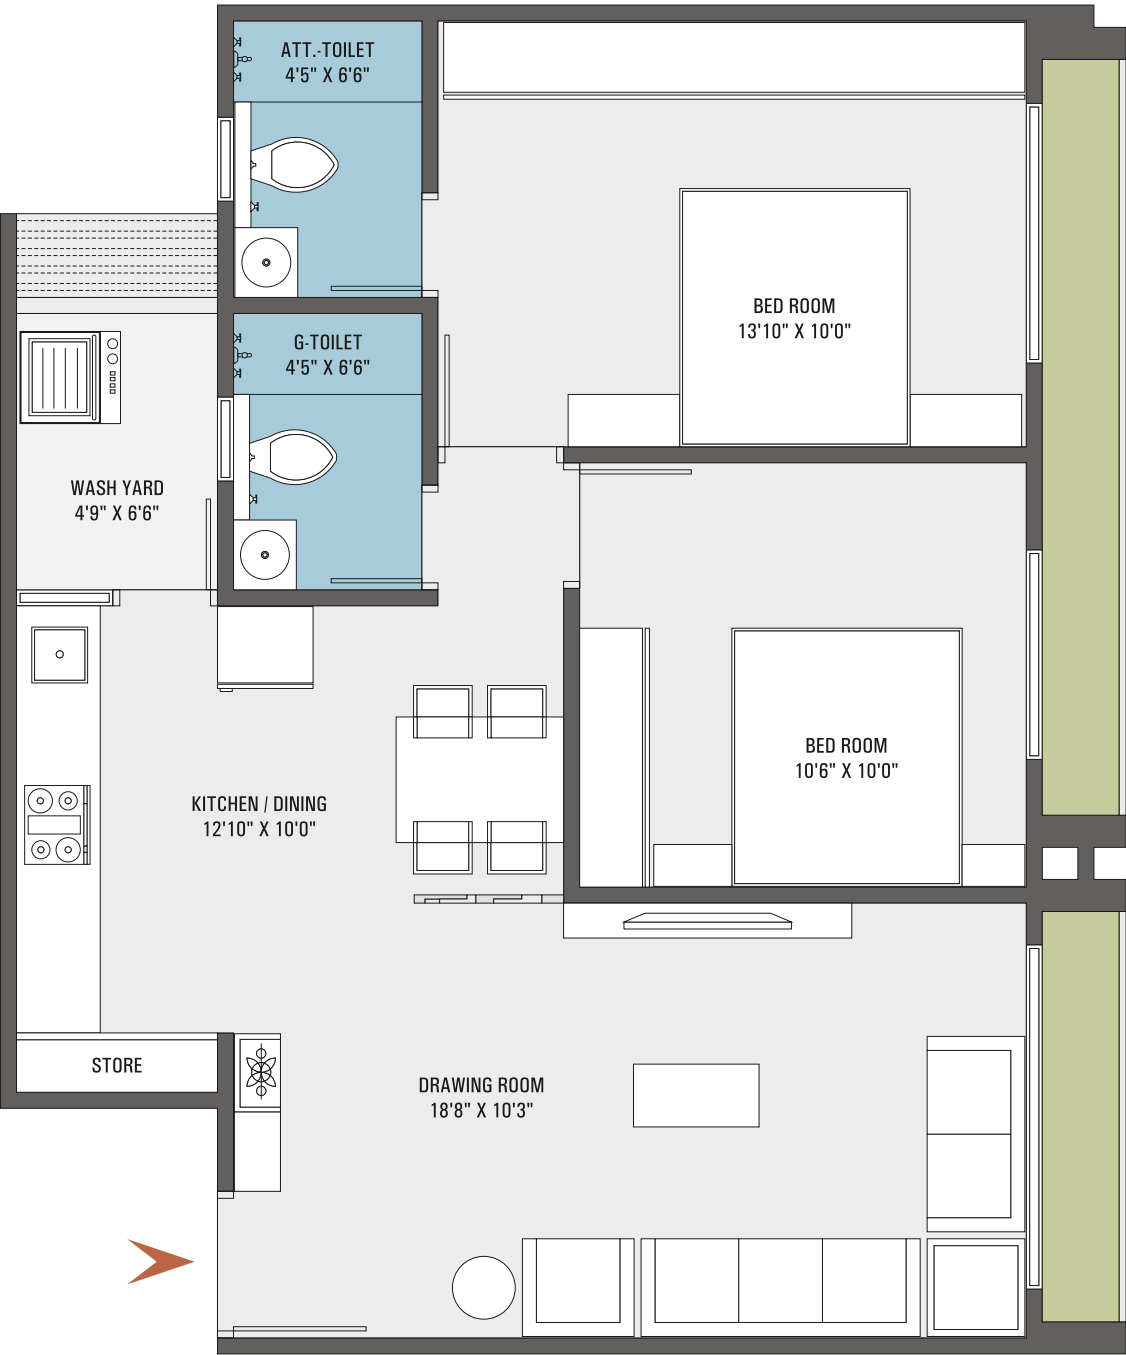 ATT.-TOILET
4'5" X 6'6"
BED ROOM
13'10" X 10'0"
G-TOILET
4'5" X 6'6"
WASH YARD
4'9" X 6'6"
BED ROOM
10'6" X 10'0"
KITCHEN / DINING
12'10" X 10'0"
STORE
DRAWING ROOM
18'8" X 10'3"